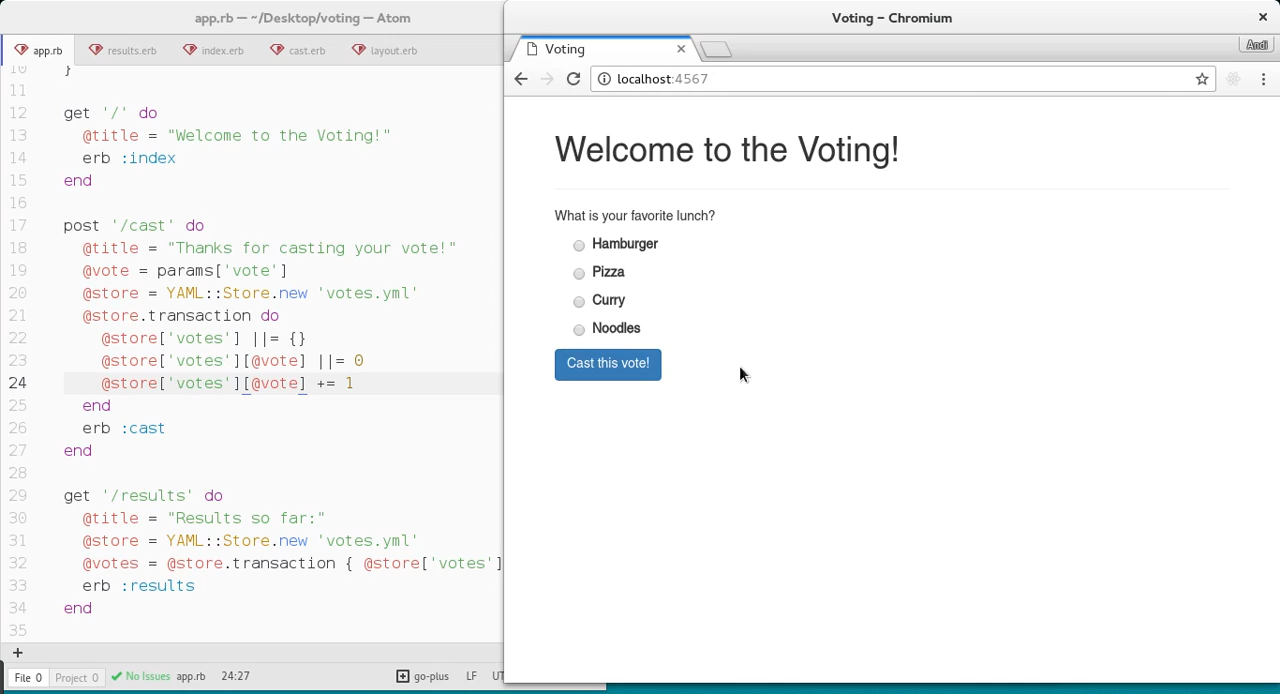 app.rb — ~/Desktop/voting — Atom
app.rb
results.erb
index.erb
cast.erb
layout.erb
10 }
11
12 get '/' do
13 @title = "Welcome to the Voting!"
14 erb :index
15 end
16
17 post '/cast' do
18 @title = "Thanks for casting your vote!"
19 @vote = params['vote']
20 @store = YAML::Store.new 'votes.yml'
21 @store.transaction do
22 @store['votes'] ||= {}
23 @store['votes'][@vote] ||= 0
24 @store['votes'][@vote] += 1
25 end
26 erb :cast
27 end
28
29 get '/results' do
30 @title = "Results so far:"
31 @store = YAML::Store.new 'votes.yml'
32 @votes = @store.transaction { @store['votes']
33 erb :results
34 end
35
+
File 0 Project 0 No Issues app.rb 24:27 go-plus LF UT
Voting – Chromium
Voting
Andi
localhost:4567
Welcome to the Voting!
What is your favorite lunch?
Hamburger
Pizza
Curry
Noodles
Cast this vote!